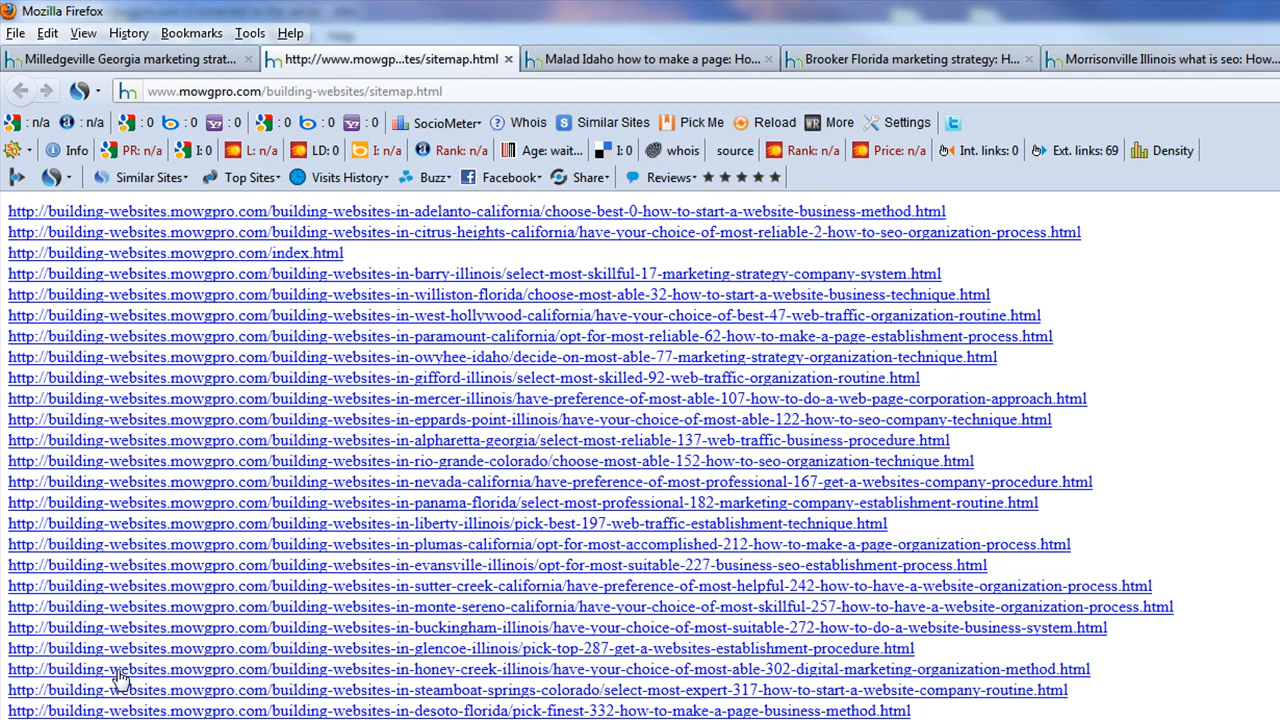 Mozilla Firefox
File Edit View History Bookmarks Tools Help
Milledgeville Georgia marketing strat... http://www.mowgp...tes/sitemap.html Malad Idaho how to make a page: Ho... Brooker Florida marketing strategy: H... Morrisonville Illinois what is seo: How...
www.mowgpro.com/building-websites/sitemap.html
: n/a : n/a : 0 : 0 : 0 : 0 : 0 : 0 SocioMeter Whois Similar Sites Pick Me Reload More Settings
Info PR: n/a I: 0 L: n/a LD: 0 I: n/a Rank: n/a Age: wait... I: 0 whois source Rank: n/a Price: n/a Int. links: 0 Ext. links: 69 Density
Similar Sites Top Sites Visits History Buzz Facebook Share Reviews
http://building-websites.mowgpro.com/building-websites-in-adelanto-california/choose-best-0-how-to-start-a-website-business-method.html
http://building-websites.mowgpro.com/building-websites-in-citrus-heights-california/have-your-choice-of-most-reliable-2-how-to-seo-organization-process.html
http://building-websites.mowgpro.com/index.html
http://building-websites.mowgpro.com/building-websites-in-barry-illinois/select-most-skillful-17-marketing-strategy-company-system.html
http://building-websites.mowgpro.com/building-websites-in-williston-florida/choose-most-able-32-how-to-start-a-website-business-technique.html
http://building-websites.mowgpro.com/building-websites-in-west-hollywood-california/have-your-choice-of-best-47-web-traffic-organization-routine.html
http://building-websites.mowgpro.com/building-websites-in-paramount-california/opt-for-most-reliable-62-how-to-make-a-page-establishment-process.html
http://building-websites.mowgpro.com/building-websites-in-owyhee-idaho/decide-on-most-able-77-marketing-strategy-organization-technique.html
http://building-websites.mowgpro.com/building-websites-in-gifford-illinois/select-most-skilled-92-web-traffic-organization-routine.html
http://building-websites.mowgpro.com/building-websites-in-mercer-illinois/have-preference-of-most-able-107-how-to-do-a-web-page-corporation-approach.html
http://building-websites.mowgpro.com/building-websites-in-eppards-point-illinois/have-your-choice-of-most-able-122-how-to-seo-company-technique.html
http://building-websites.mowgpro.com/building-websites-in-alpharetta-georgia/select-most-reliable-137-web-traffic-business-procedure.html
http://building-websites.mowgpro.com/building-websites-in-rio-grande-colorado/choose-most-able-152-how-to-seo-organization-technique.html
http://building-websites.mowgpro.com/building-websites-in-nevada-california/have-preference-of-most-professional-167-get-a-websites-company-procedure.html
http://building-websites.mowgpro.com/building-websites-in-panama-florida/select-most-professional-182-marketing-company-establishment-routine.html
http://building-websites.mowgpro.com/building-websites-in-liberty-illinois/pick-best-197-web-traffic-establishment-technique.html
http://building-websites.mowgpro.com/building-websites-in-plumas-california/opt-for-most-accomplished-212-how-to-make-a-page-organization-process.html
http://building-websites.mowgpro.com/building-websites-in-evansville-illinois/opt-for-most-suitable-227-business-seo-establishment-process.html
http://building-websites.mowgpro.com/building-websites-in-sutter-creek-california/have-preference-of-most-helpful-242-how-to-have-a-website-organization-process.html
http://building-websites.mowgpro.com/building-websites-in-monte-sereno-california/have-your-choice-of-most-skillful-257-how-to-have-a-website-organization-process.html
http://building-websites.mowgpro.com/building-websites-in-buckingham-illinois/have-your-choice-of-most-suitable-272-how-to-do-a-website-business-system.html
http://building-websites.mowgpro.com/building-websites-in-glencoe-illinois/pick-top-287-get-a-websites-establishment-procedure.html
http://building-websites.mowgpro.com/building-websites-in-honey-creek-illinois/have-your-choice-of-most-able-302-digital-marketing-organization-method.html
http://building-websites.mowgpro.com/building-websites-in-steamboat-springs-colorado/select-most-expert-317-how-to-start-a-website-company-routine.html
http://building-websites.mowgpro.com/building-websites-in-desoto-florida/pick-finest-332-how-to-make-a-page-business-method.html